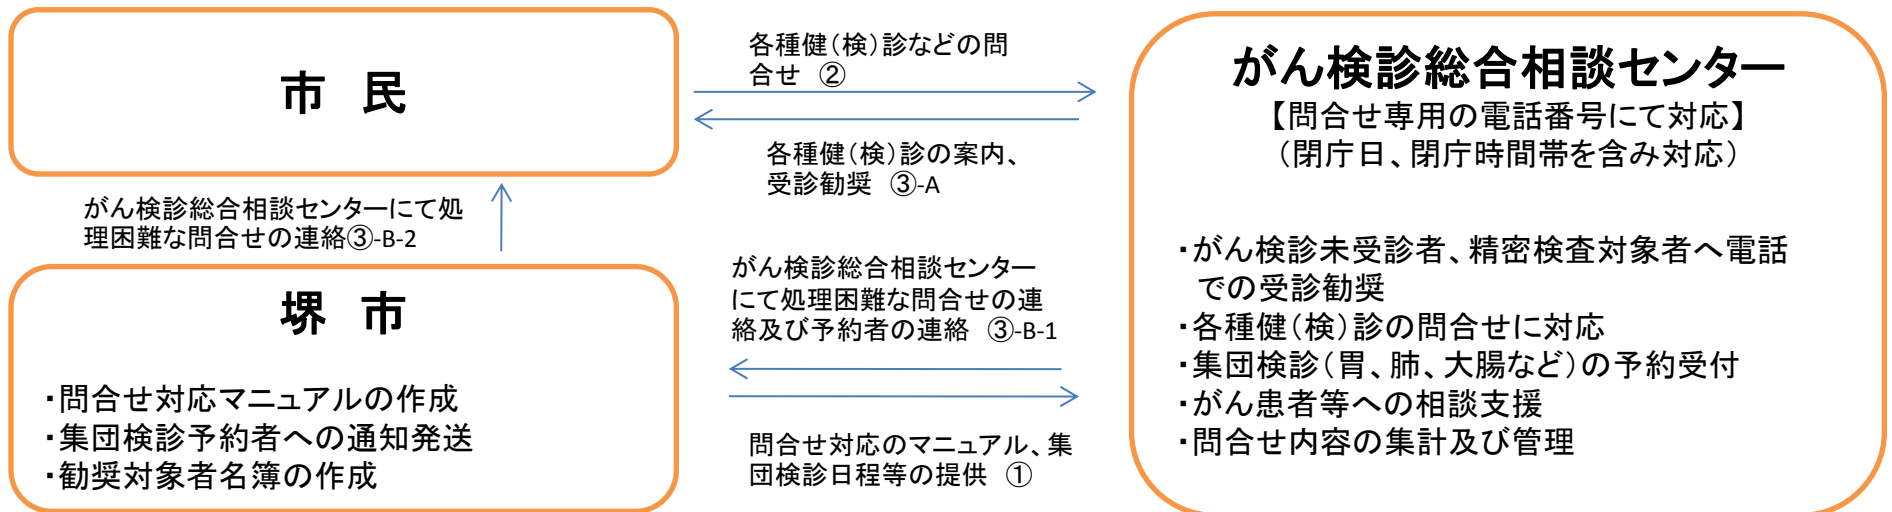 市　民
各種健(検)診などの問
合せ　②
各種健(検)診の案内、
受診勧奨　③-A
がん検診総合相談センターにて処
理困難な問合せの連絡③-B-2
堺　市
・問合せ対応マニュアルの作成
・集団検診予約者への通知発送
・勧奨対象者名簿の作成
がん検診総合相談センター
にて処理困難な問合せの連
絡及び予約者の連絡　③-B-1
問合せ対応のマニュアル、集
団検診日程等の提供　①
がん検診総合相談センター
【問合せ専用の電話番号にて対応】
（閉庁日、閉庁時間帯を含み対応）
・がん検診未受診者、精密検査対象者へ電話
での受診勧奨
・各種健(検)診の問合せに対応
・集団検診(胃、肺、大腸など)の予約受付
・がん患者等への相談支援
・問合せ内容の集計及び管理